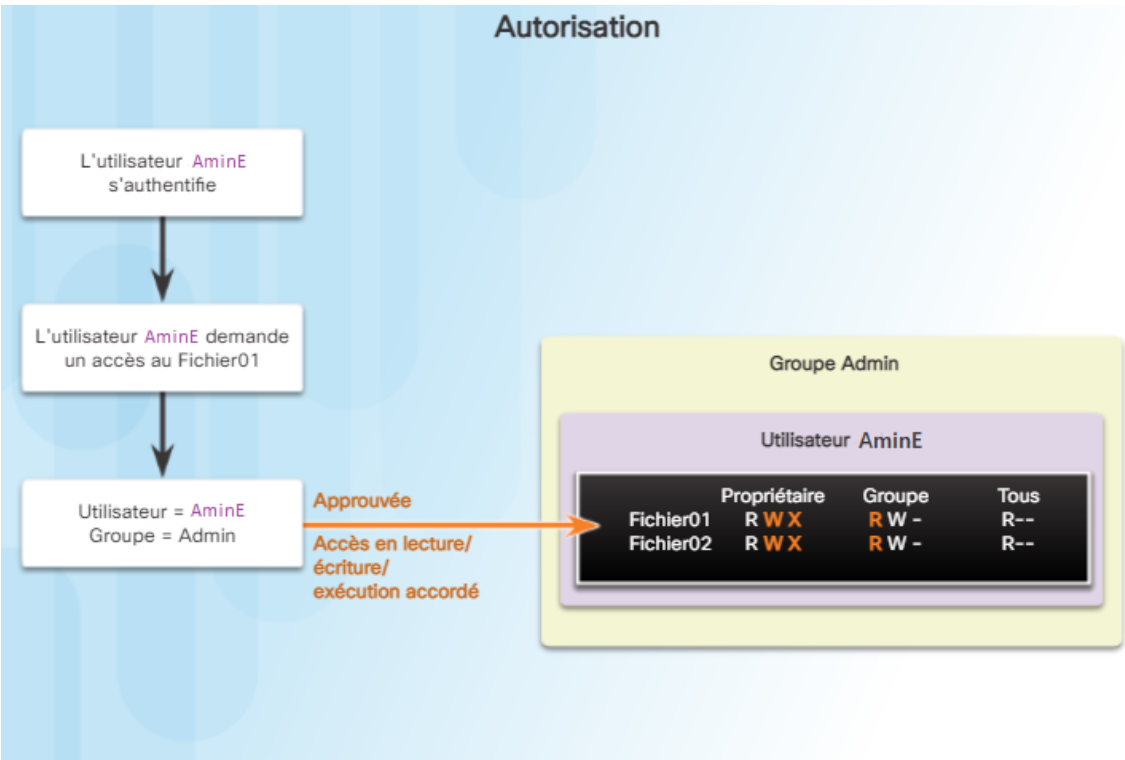 Autorisation
L'utilisateur AminE
s'authentifie
L'utilisateur AminE demande
un accès au Fichier01
Utilisateur = AminE
Groupe = Admin
Approuvée
Accès en lecture/
écriture/
exécution accordé
Groupe Admin
Utilisateur AminE
Propriétaire Groupe Tous
Fichier01 R W X R W - R--
Fichier02 R W X R W - R--